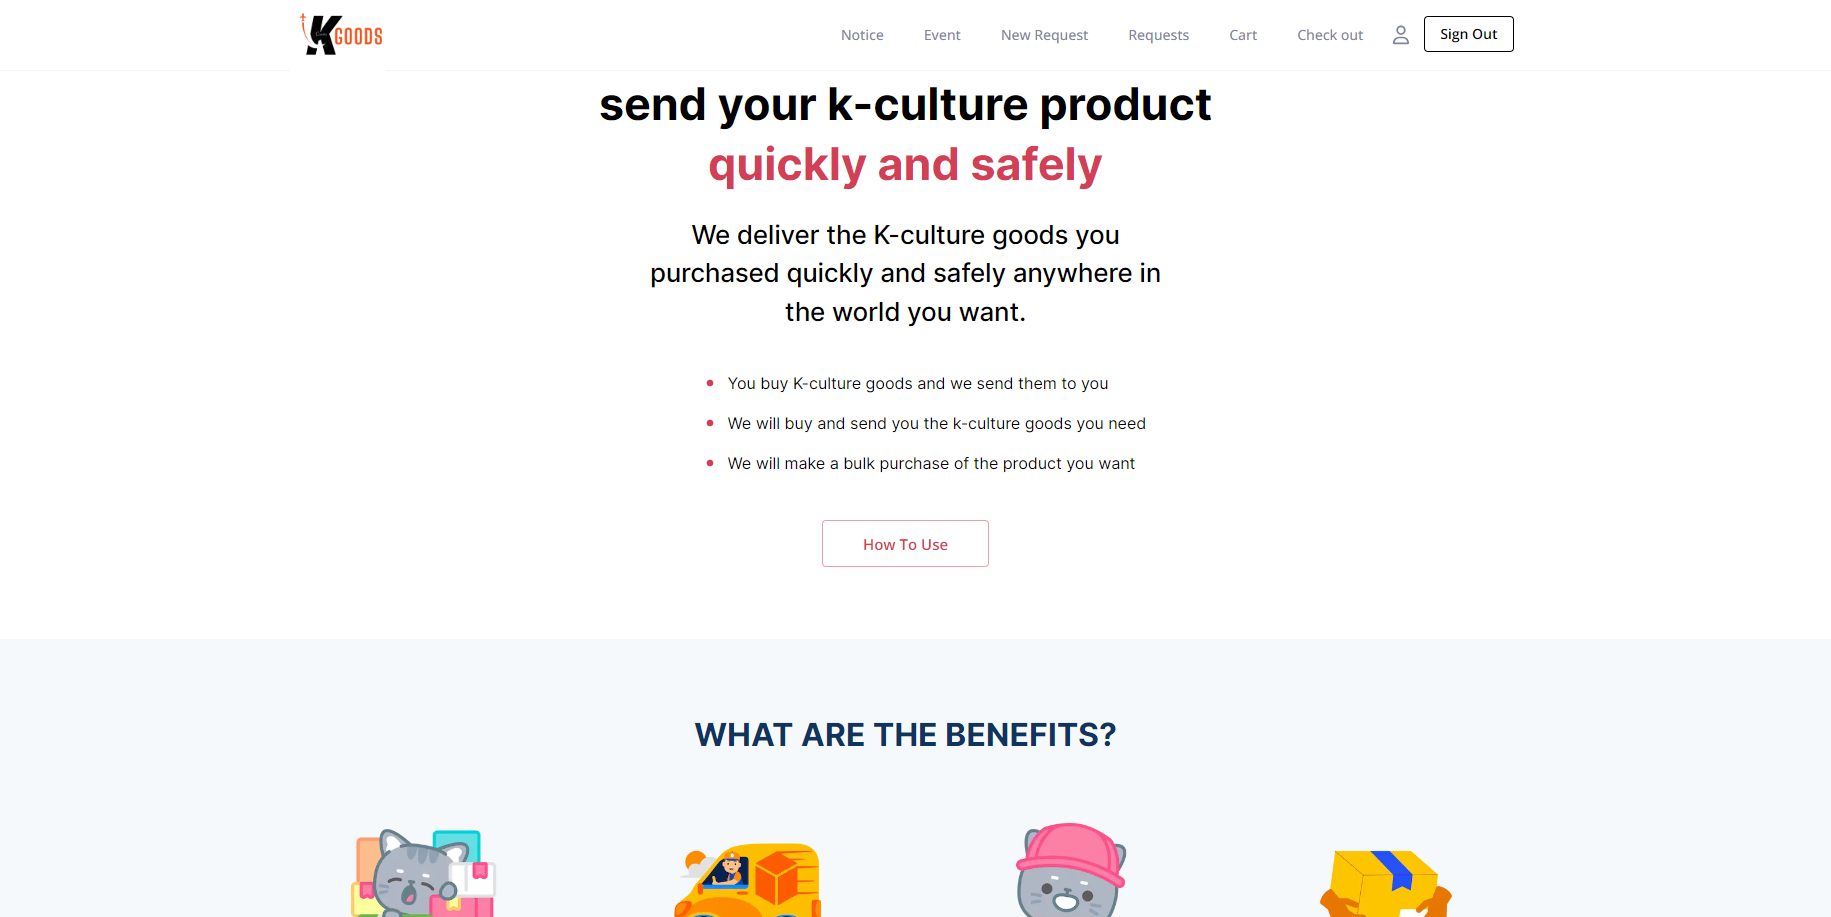 K GOODS
Notice
Event
New Request
Requests
Cart
Check out
Sign Out
send your k-culture product
quickly and safely
We deliver the K-culture goods you
purchased quickly and safely anywhere in
the world you want.
You buy K-culture goods and we send them to you
We will buy and send you the k-culture goods you need
We will make a bulk purchase of the product you want
How To Use
WHAT ARE THE BENEFITS?